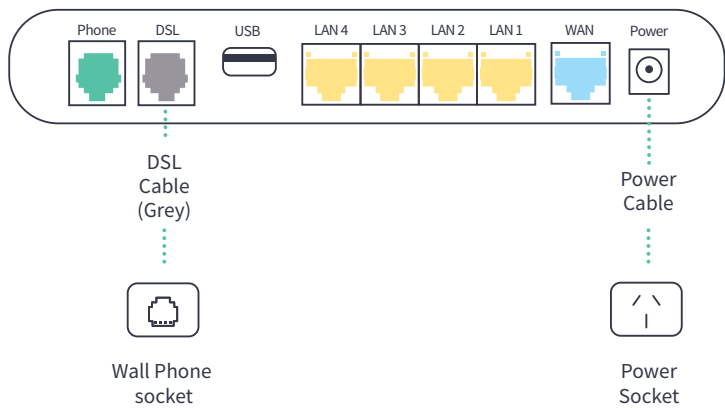 Phone DSL USB LAN 4 LAN 3 LAN 2 LAN 1 WAN Power
DSL
Cable
(Grey)
Power
Cable
Wall Phone
socket
Power
Socket